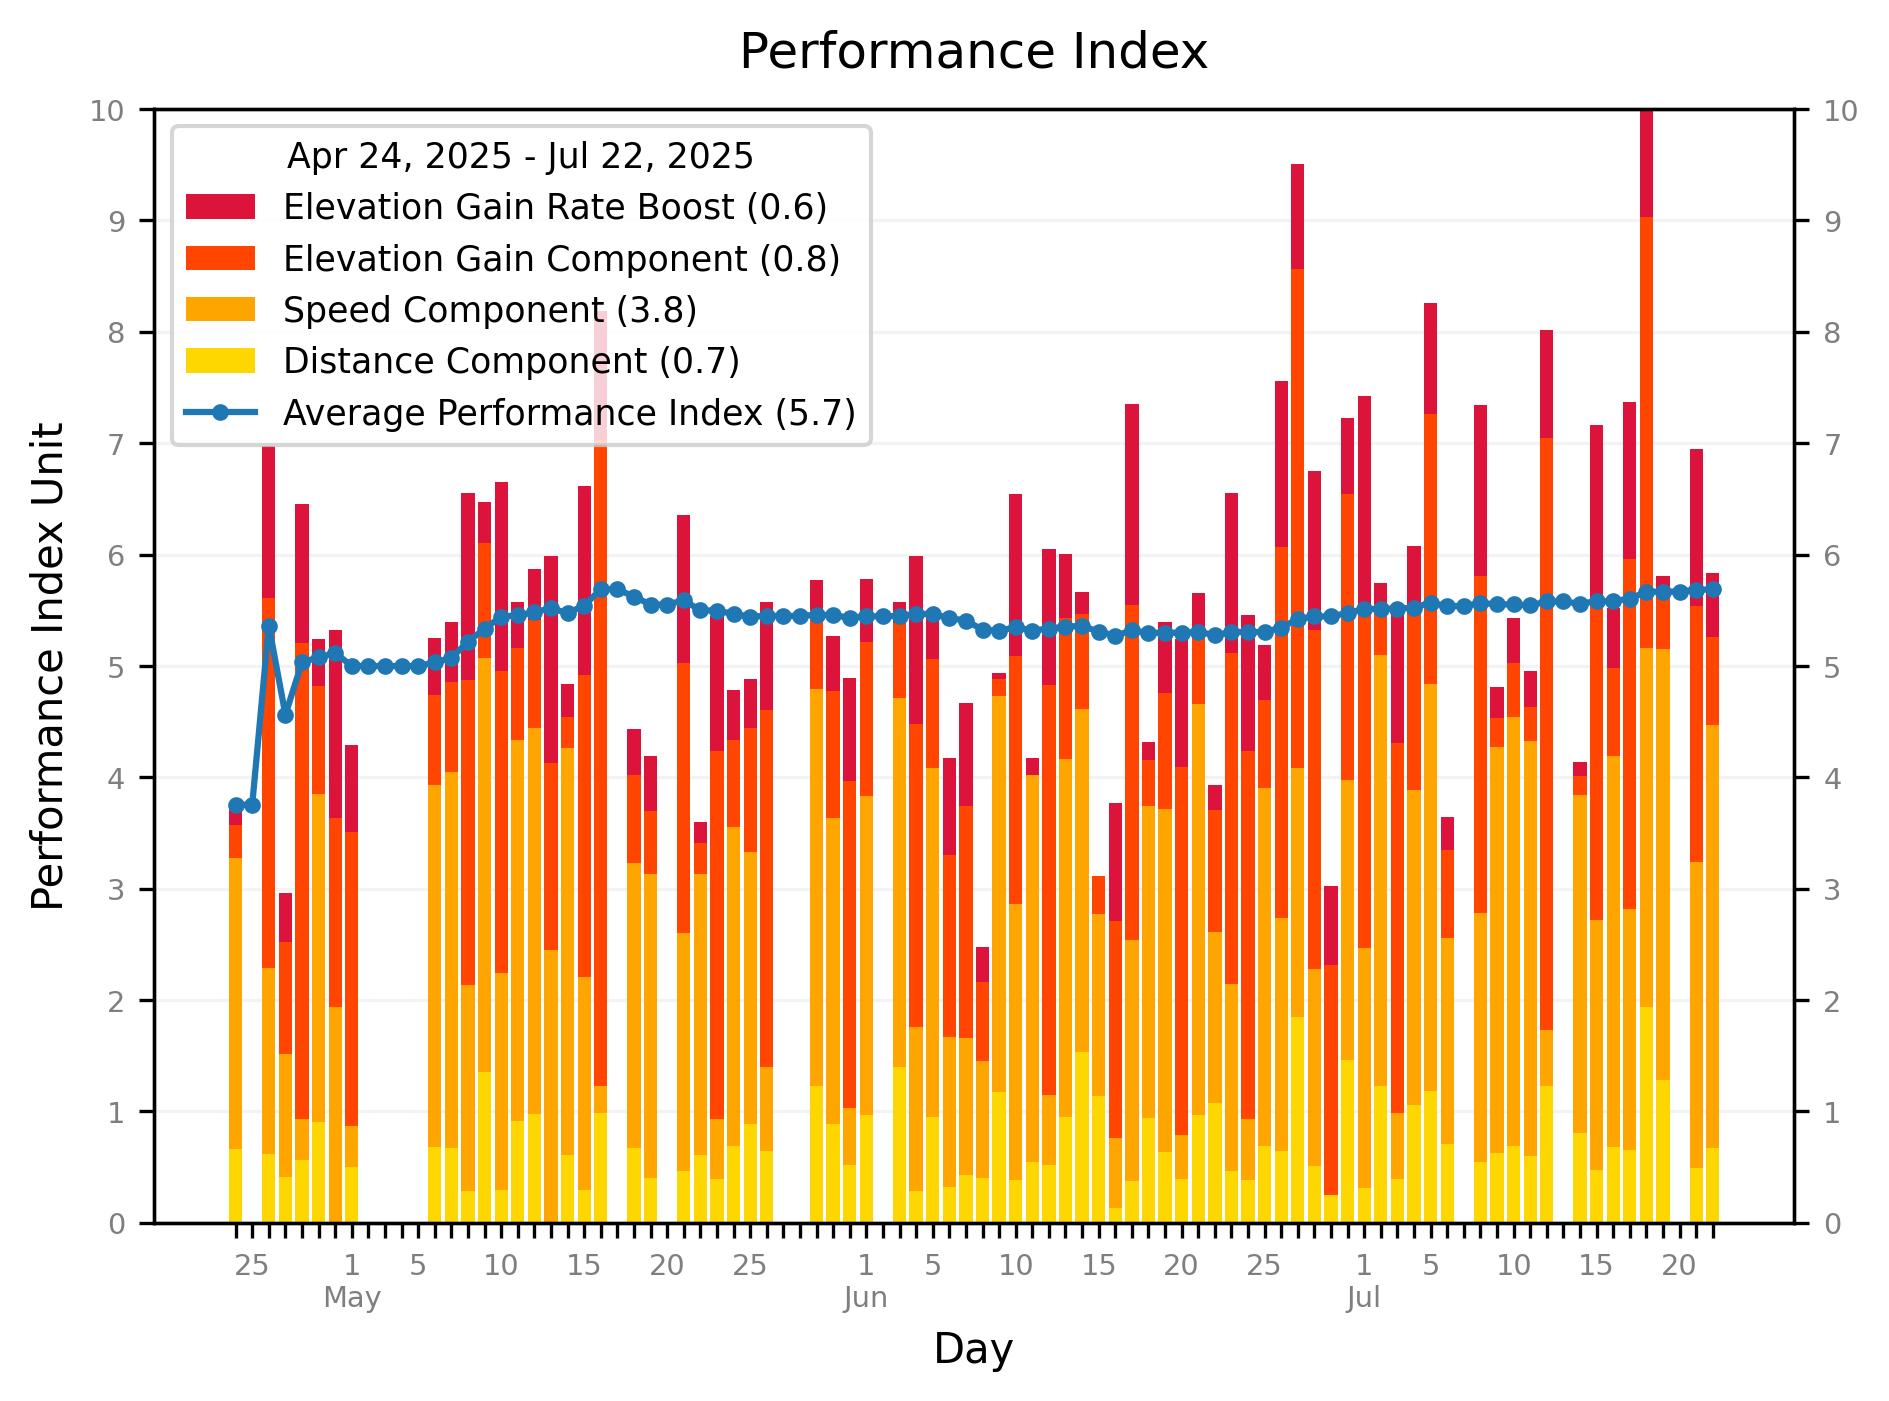 Performance Index
Apr 24, 2025 - Jul 22, 2025
Elevation Gain Rate Boost (0.6)
Elevation Gain Component (0.8)
Speed Component (3.8)
Distance Component (0.7)
Average Performance Index (5.7)
Performance Index Unit
10
9
8
7
6
5
4
3
2
1
0
10
9
8
7
6
5
4
3
2
1
0
25 1 5 10 15 20 25 1 5 10 15 20 25 1 5 10 15 20
May Jun Jul
Day